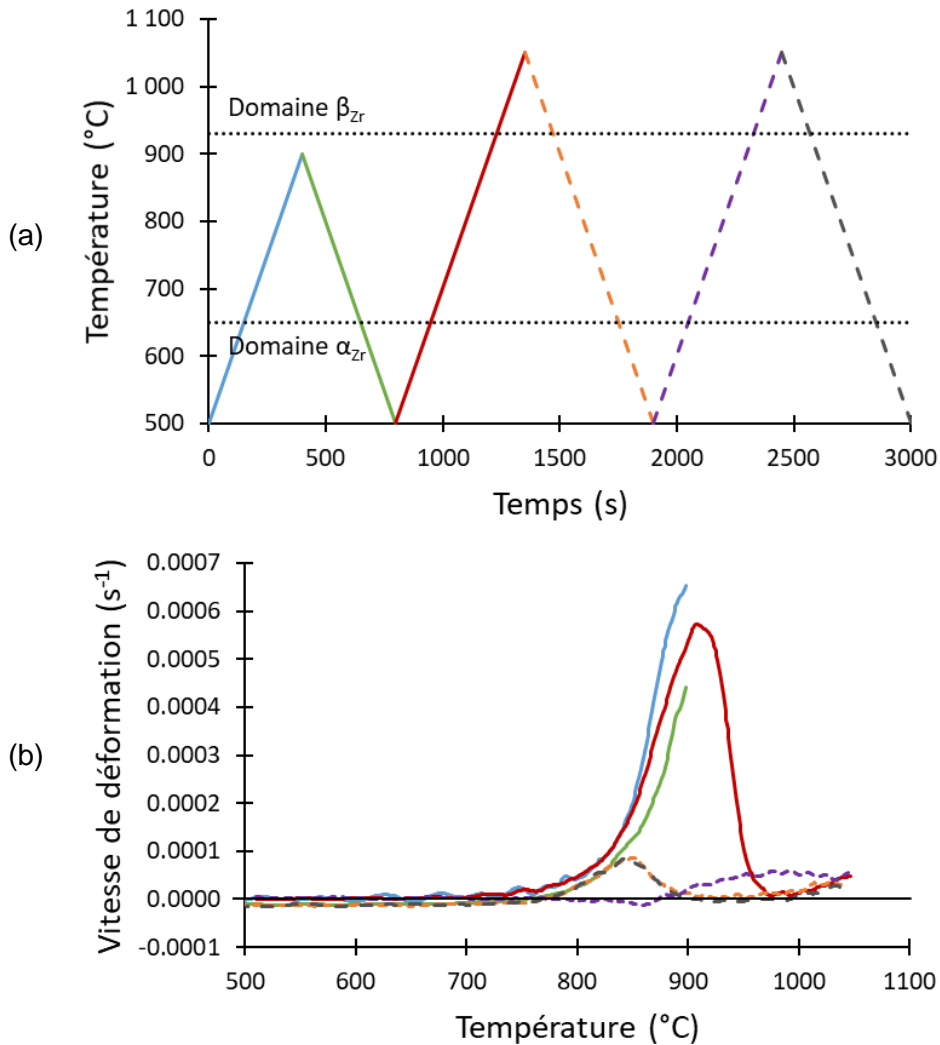 (a)
Température (°C)
1 100
1 000
900
800
700
600
500
Domaine βZr
Domaine αZr
0 500 1000 1500 2000 2500 3000
Temps (s)
(b)
Vitesse de déformation (s-1)
0.0007
0.0006
0.0005
0.0004
0.0003
0.0002
0.0001
0.0000
-0.0001
500 600 700 800 900 1000 1100
Température (°C)